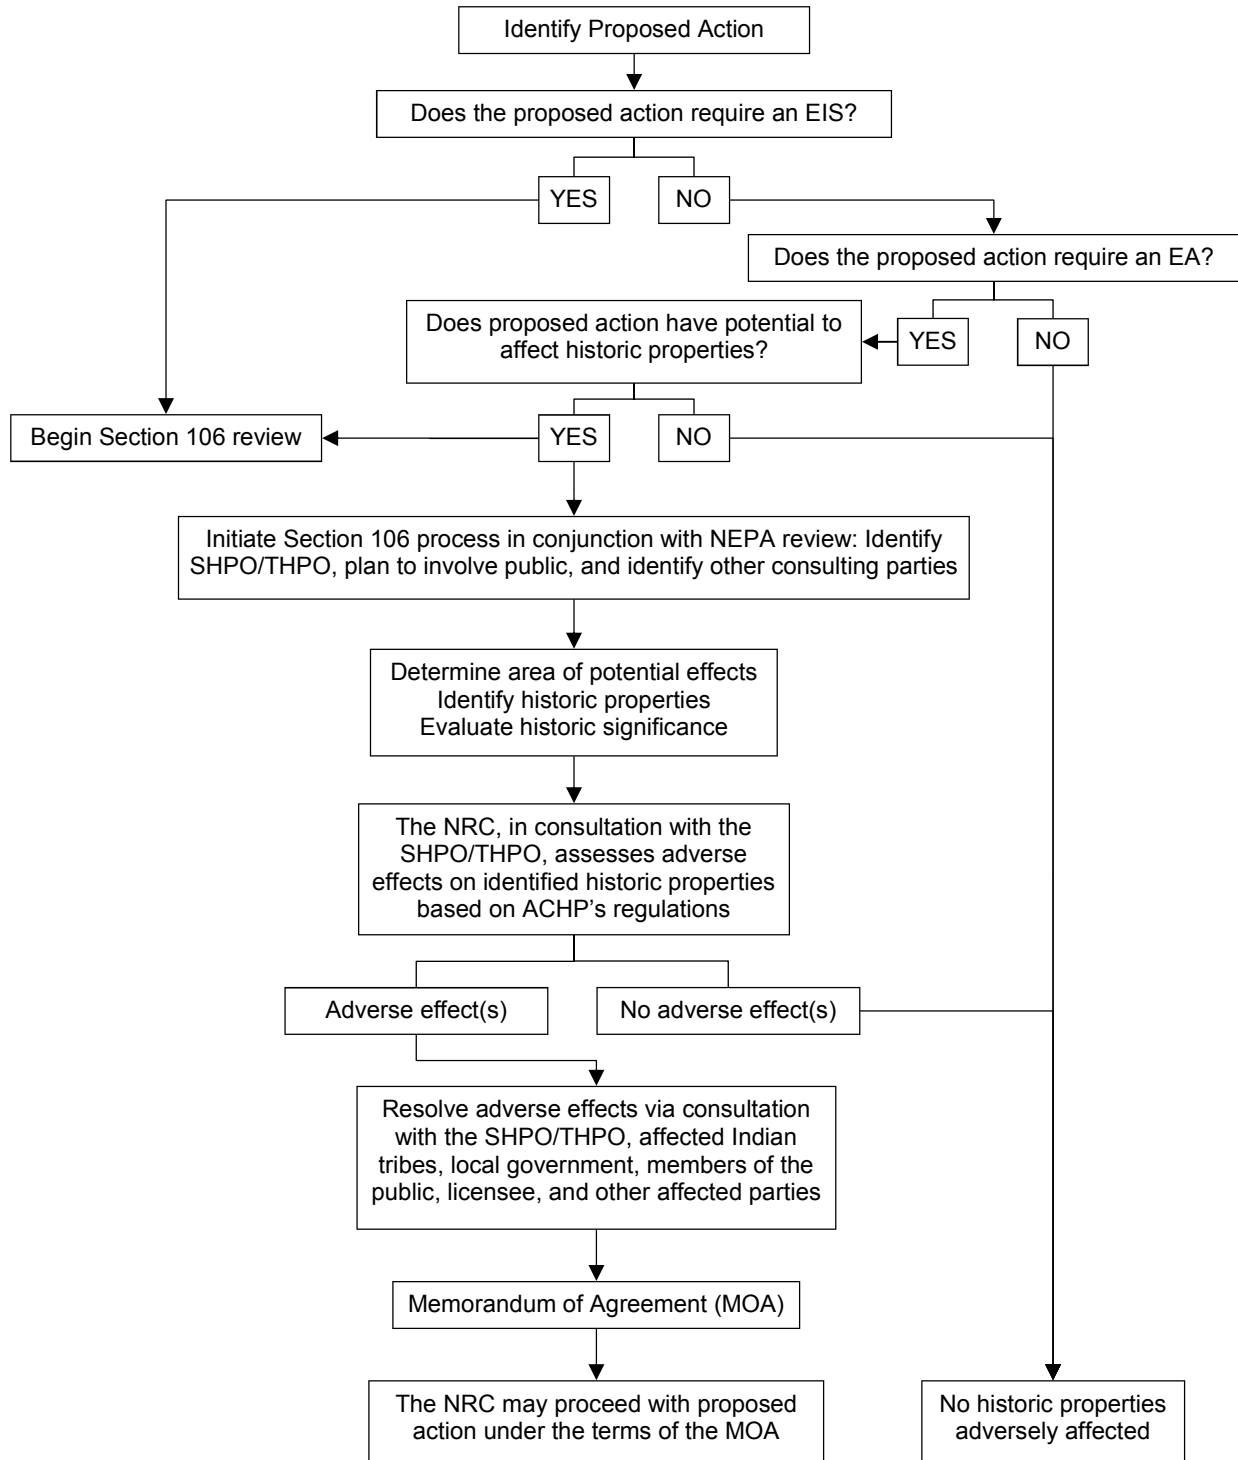 Identify Proposed Action
Does the proposed action require an EIS?
YES
NO
Does the proposed action require an EA?
Does proposed action have potential to
affect historic properties?
YES
NO
Begin Section 106 review
YES
NO
Initiate Section 106 process in conjunction with NEPA review: Identify
SHPO/THPO, plan to involve public, and identify other consulting parties
Determine area of potential effects
Identify historic properties
Evaluate historic significance
The NRC, in consultation with the
SHPO/THPO, assesses adverse
effects on identified historic properties
based on ACHP's regulations
Adverse effect(s)
No adverse effect(s)
Resolve adverse effects via consultation
with the SHPO/THPO, affected Indian
tribes, local government, members of the
public, licensee, and other affected parties
Memorandum of Agreement (MOA)
The NRC may proceed with proposed
action under the terms of the MOA
No historic properties
adversely affected